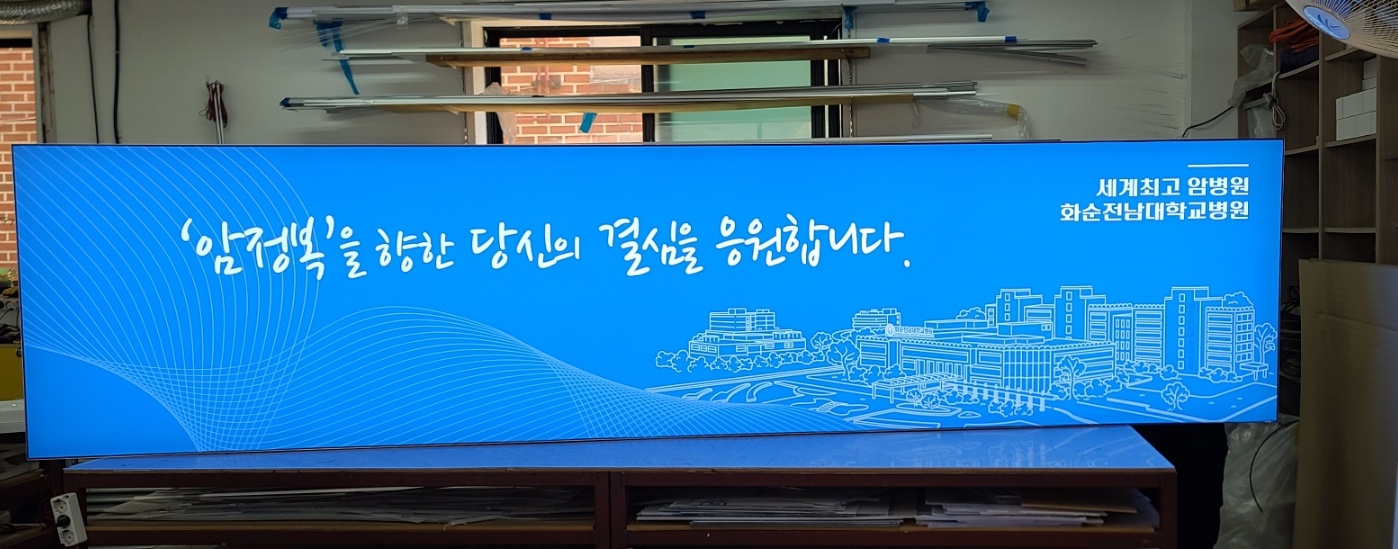 '암정복'을 향한 당신의 결심을 응원합니다.
세계최고 암병원
화순전남대학교병원